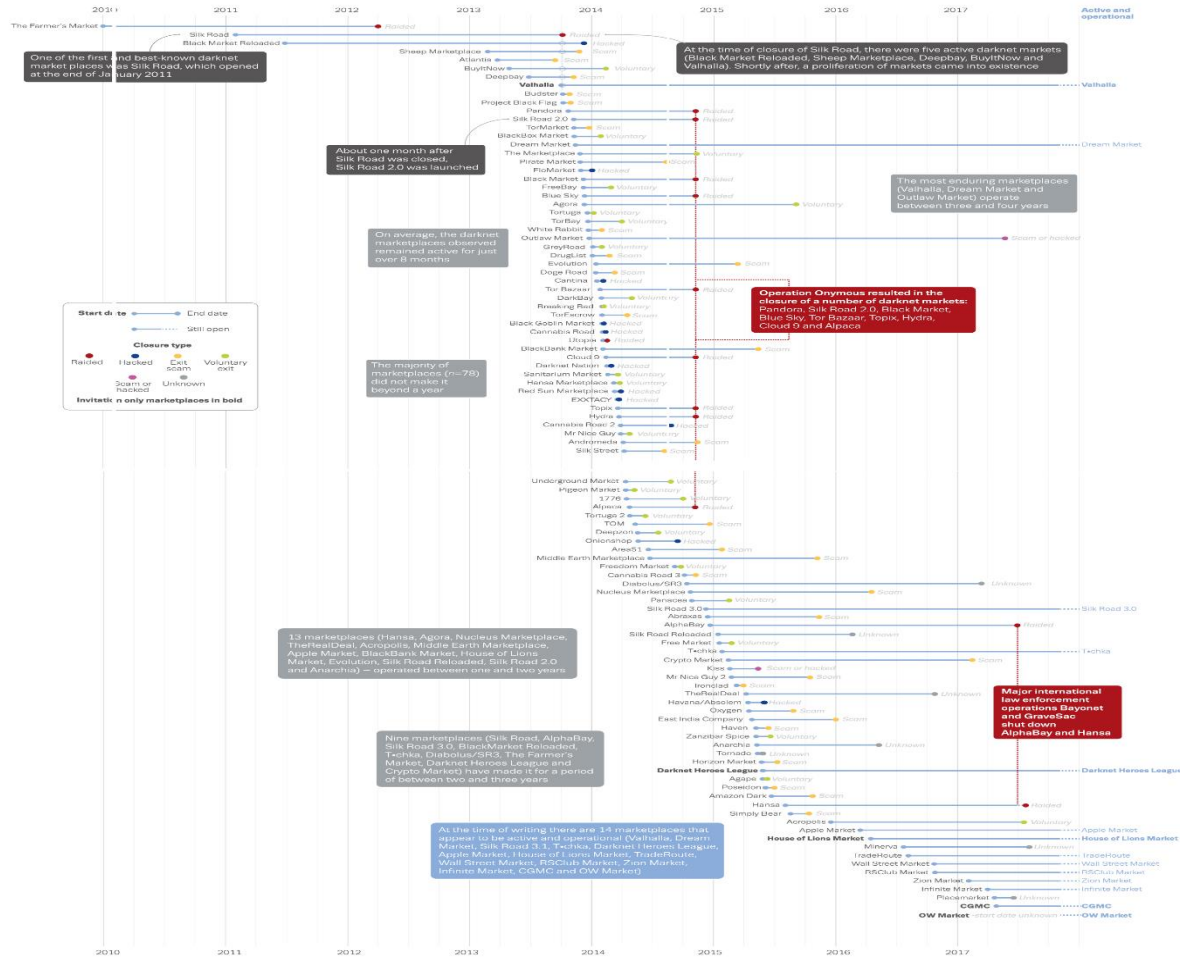 2010 2011 2012 2013 2014 2015 2016 2017 Active and
operational
The Farmer's Market Raided
Silk Road Raided
Black Market Reloaded Hacked
Sheep Marketplace Scam
Atlantis Scam
BuyItNow Voluntary
Deepbay Scam
Valhalla Valhalla
Budster Scam
Project Black Flag Scam
Pandora Raided
Silk Road 2.0 Raided
TorMarket Scam
BlackBox Market Voluntary
Dream Market Dream Market
The Marketplace Voluntary
Pirate Market Scam
FloMarket Hacked
Black Market Raided
FreeBay Voluntary
Blue Sky Raided
Agora Voluntary
Tortuga Voluntary
TorBay Voluntary
White Rabbit Scam
Outlaw Market Scam or hacked
GreyRoad Voluntary
DrugList Scam
Evolution Scam
Doge Road Scam
Cantina Hacked
Tor Bazaar Raided
DarkBay Voluntary
Breaking Bad Voluntary
TorEscrow Scam
Black Goblin Market Hacked
Cannabis Road Hacked
Utopia Raided
BlackBank Market Scam
Cloud 9 Raided
Darknet Nation Hacked
Sanitarium Market Voluntary
Hansa Marketplace Voluntary
Red Sun Marketplace Hacked
EXXTACY Hacked
Topix Raided
Hydra Raided
Cannabis Road 2 Hacked
Mr Nice Guy Voluntary
Andromeda Scam
Silk Street Scam
One of the first and best-known darknet
market places was Silk Road, which opened
at the end of January 2011
At the time of closure of Silk Road, there were five active darknet markets
(Black Market Reloaded, Sheep Marketplace, Deepbay, BuyItNow and
Valhalla). Shortly after, a proliferation of markets came into existence
About one month after
Silk Road was closed,
Silk Road 2.0 was launched
The most enduring marketplaces
(Valhalla, Dream Market and
Outlaw Market) operate
between three and four years
On average, the darknet
marketplaces observed
remained active for just
over 8 months
Operation Onymous resulted in the
closure of a number of darknet markets:
Pandora, Silk Road 2.0, Black Market,
Blue Sky, Tor Bazaar, Topix, Hydra,
Cloud 9 and Alpaca
The majority of
marketplaces (n=78)
did not make it
beyond a year
Start date End date
Still open
Closure type
Raided Hacked Exit
scam Voluntary
exit
Scam or
hacked Unknown
Invitation only marketplaces in bold
Underground Market Voluntary
Pigeon Market Voluntary
1776 Voluntary
Alpaca Raided
Tortuga 2 Voluntary
TOM Scam
Deepzon Voluntary
Onionshop Hacked
Area51 Scam
Middle Earth Marketplace Scam
Freedom Market Voluntary
Cannabis Road 3 Scam
Diabolus/SR3 Unknown
Nucleus Marketplace Scam
Panacea Voluntary
Silk Road 3.0 Silk Road 3.0
Abraxas Scam
AlphaBay Raided
Silk Road Reloaded Unknown
Free Market Voluntary
T•chka T•chka
Crypto Market Scam
Kiss Scam or hacked
Mr Nice Guy 2 Scam
Ironclad Scam
TheRealDeal Unknown
Havana/Absolem Hacked
Oxygen Scam
East India Company Scam
Haven Scam
Zanzibar Spice Voluntary
Anarchia Unknown
Tornado Unknown
Horizon Market Scam
Darknet Heroes League Darknet Heroes League
Agape Voluntary
Poseidon Scam
Amazon Dark Scam
Hansa Raided
Simply Bear Scam
Acropolis Voluntary
Apple Market Apple Market
House of Lions Market House of Lions Market
Minerva Unknown
TradeRoute TradeRoute
Wall Street Market Wall Street Market
RSClub Market RSClub Market
Zion Market Zion Market
Infinite Market Infinite Market
Placemarket Unknown
CGMC CGMC
OW Market -start date unknown OW Market
13 marketplaces (Hansa, Agora, Nucleus Marketplace,
TheRealDeal, Acropolis, Middle Earth Marketplace,
Apple Market, BlackBank Market, House of Lions
Market, Evolution, Silk Road Reloaded, Silk Road 2.0
and Anarchia) – operated between one and two years
Nine marketplaces (Silk Road, AlphaBay,
Silk Road 3.0, BlackMarket Reloaded,
T•chka, Diabolus/SR3, The Farmer's
Market, Darknet Heroes League and
Crypto Market) have made it for a period
of between two and three years
Major international
law enforcement
operations Bayonet
and GraveSac
shut down
AlphaBay and Hansa
At the time of writing there are 14 marketplaces that
appear to be active and operational (Valhalla, Dream
Market, Silk Road 3.1, T•chka, Darknet Heroes League,
Apple Market, House of Lions Market, TradeRoute,
Wall Street Market, RSClub Market, Zion Market,
Infinite Market, CGMC and OW Market)
2010 2011 2012 2013 2014 2015 2016 2017